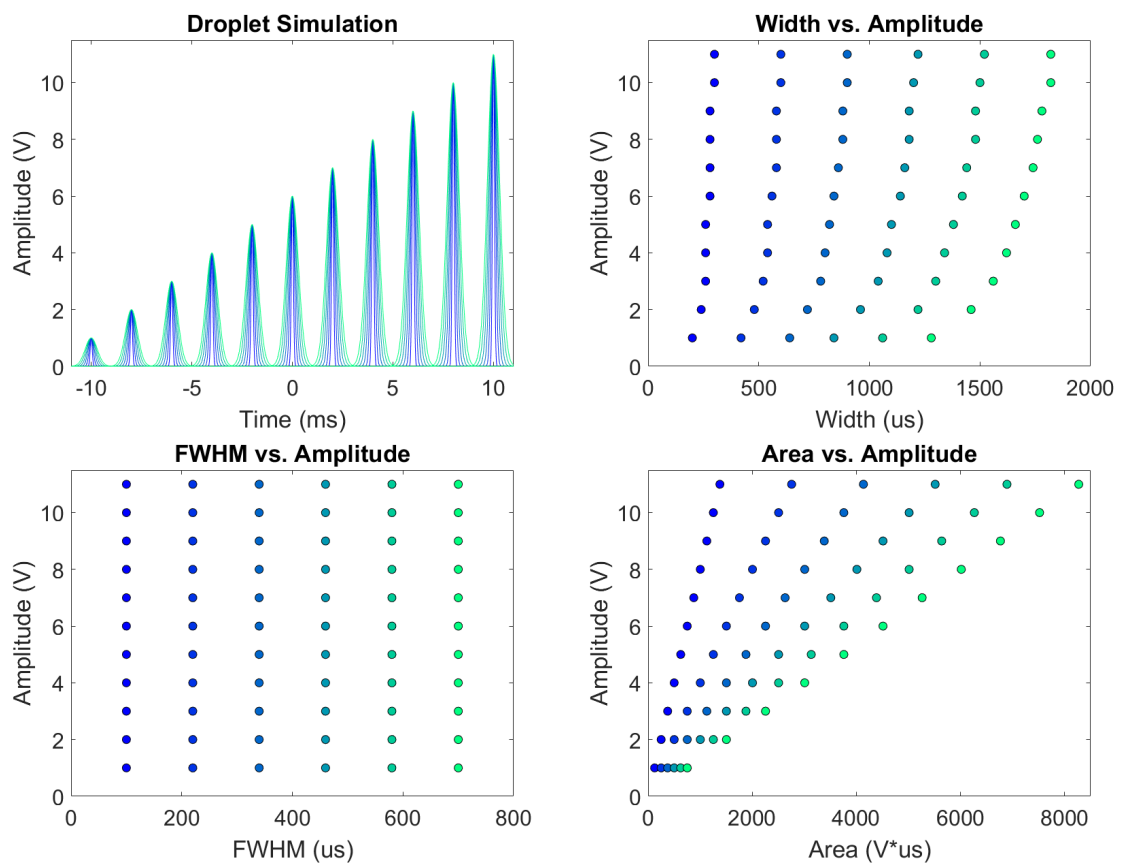 Droplet Simulation
Amplitude (V)
10
8
6
4
2
0
-10 -5 0 5 10
Time (ms)
Width vs. Amplitude
Amplitude (V)
10
8
6
4
2
0
0 500 1000 1500 2000
Width (us)
FWHM vs. Amplitude
Amplitude (V)
10
8
6
4
2
0
0 200 400 600 800
FWHM (us)
Area vs. Amplitude
Amplitude (V)
10
8
6
4
2
0
0 2000 4000 6000 8000
Area (V*us)